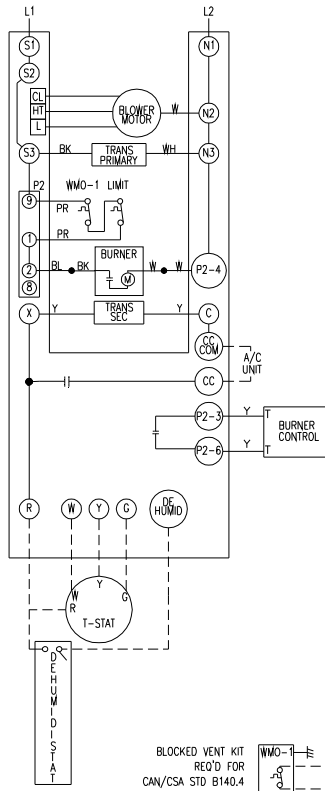 L1 L2
S1 N1
S2
CL
HT BLOWER MOTOR W N2
L
S3 BK TRANS PRIMARY WH N3
P2 WMO-1 LIMIT
9 PR
1 PR
BURNER
2 BL BK M W W P2-4
8
X Y TRANS SEC Y C
CC COM
A/C UNIT
CC
P2-3 Y T
BURNER CONTROL
P2-6 Y T
R W Y G DE HUMID
W Y G
R
T-STAT
DEHUMIDISTAT
BLOCKED VENT KIT WMO-1
REQ'D FOR
CAN/CSA STD B140.4